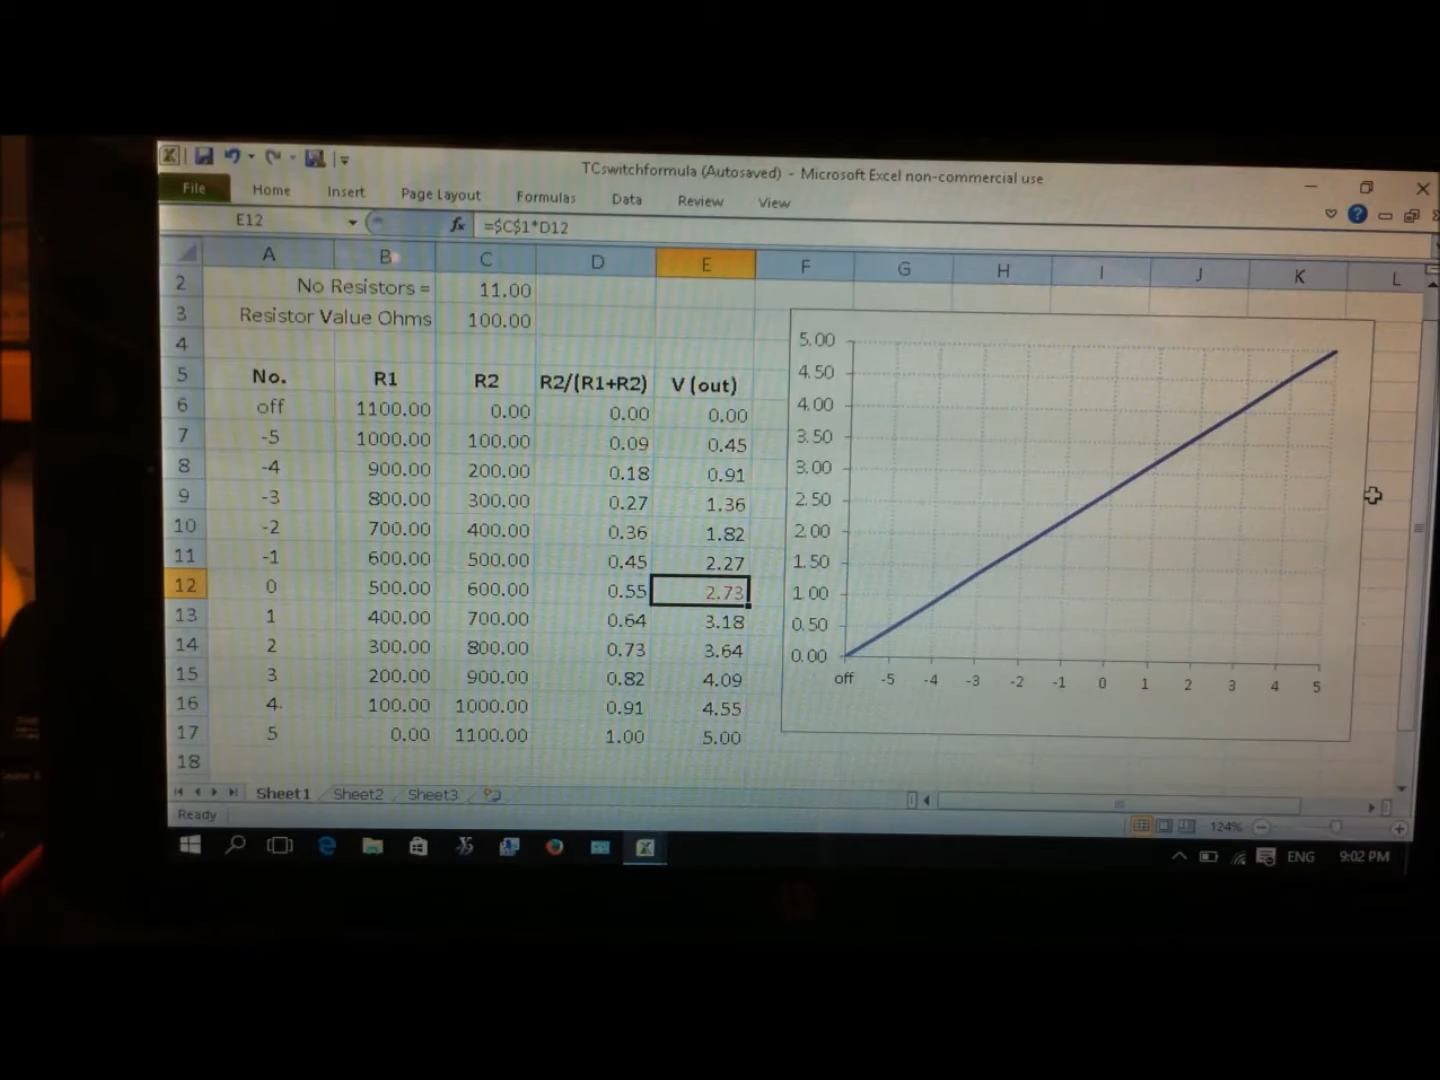 TCswitchformula (Autosaved) - Microsoft Excel non-commercial use
File Home Insert Page Layout Formulas Data Review View
E12 fx =$C$1*D12
A B C D E F G H I J K L
2 No Resistors = 11.00
3 Resistor Value Ohms 100.00
4
5 No. R1 R2 R2/(R1+R2) V (out)
6 off 1100.00 0.00 0.00 0.00
7 -5 1000.00 100.00 0.09 0.45
8 -4 900.00 200.00 0.18 0.91
9 -3 800.00 300.00 0.27 1.36
10 -2 700.00 400.00 0.36 1.82
11 -1 600.00 500.00 0.45 2.27
12 0 500.00 600.00 0.55 2.73
13 1 400.00 700.00 0.64 3.18
14 2 300.00 800.00 0.73 3.64
15 3 200.00 900.00 0.82 4.09
16 4 100.00 1000.00 0.91 4.55
17 5 0.00 1100.00 1.00 5.00
18
5.00
4.50
4.00
3.50
3.00
2.50
2.00
1.50
1.00
0.50
0.00
off -5 -4 -3 -2 -1 0 1 2 3 4 5
Sheet1 Sheet2 Sheet3
Ready 124%
ENG 9:02 PM